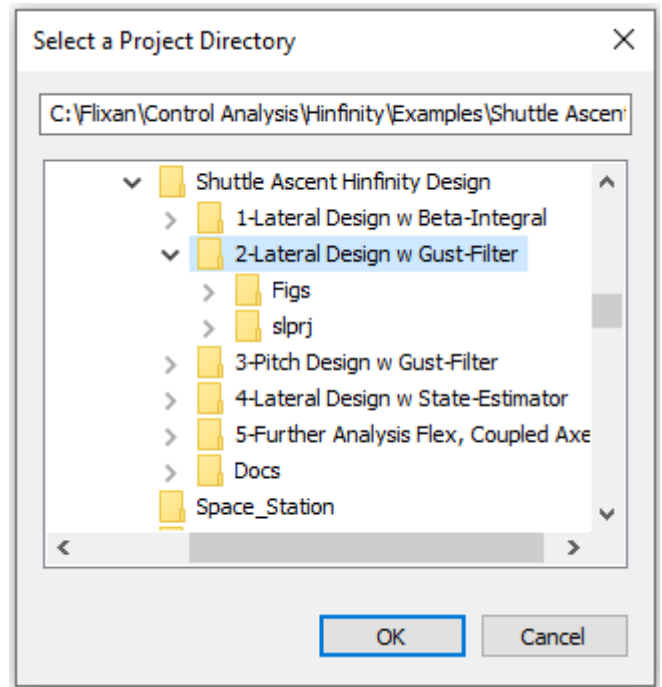 Select a Project Directory
C:\Flixan\Control Analysis\Hinfinity\Examples\Shuttle Ascent
Shuttle Ascent Hinfinity Design
1-Lateral Design w Beta-Integral
2-Lateral Design w Gust-Filter
Figs
slprj
3-Pitch Design w Gust-Filter
4-Lateral Design w State-Estimator
5-Further Analysis Flex, Coupled Axe
Docs
Space_Station
OK Cancel